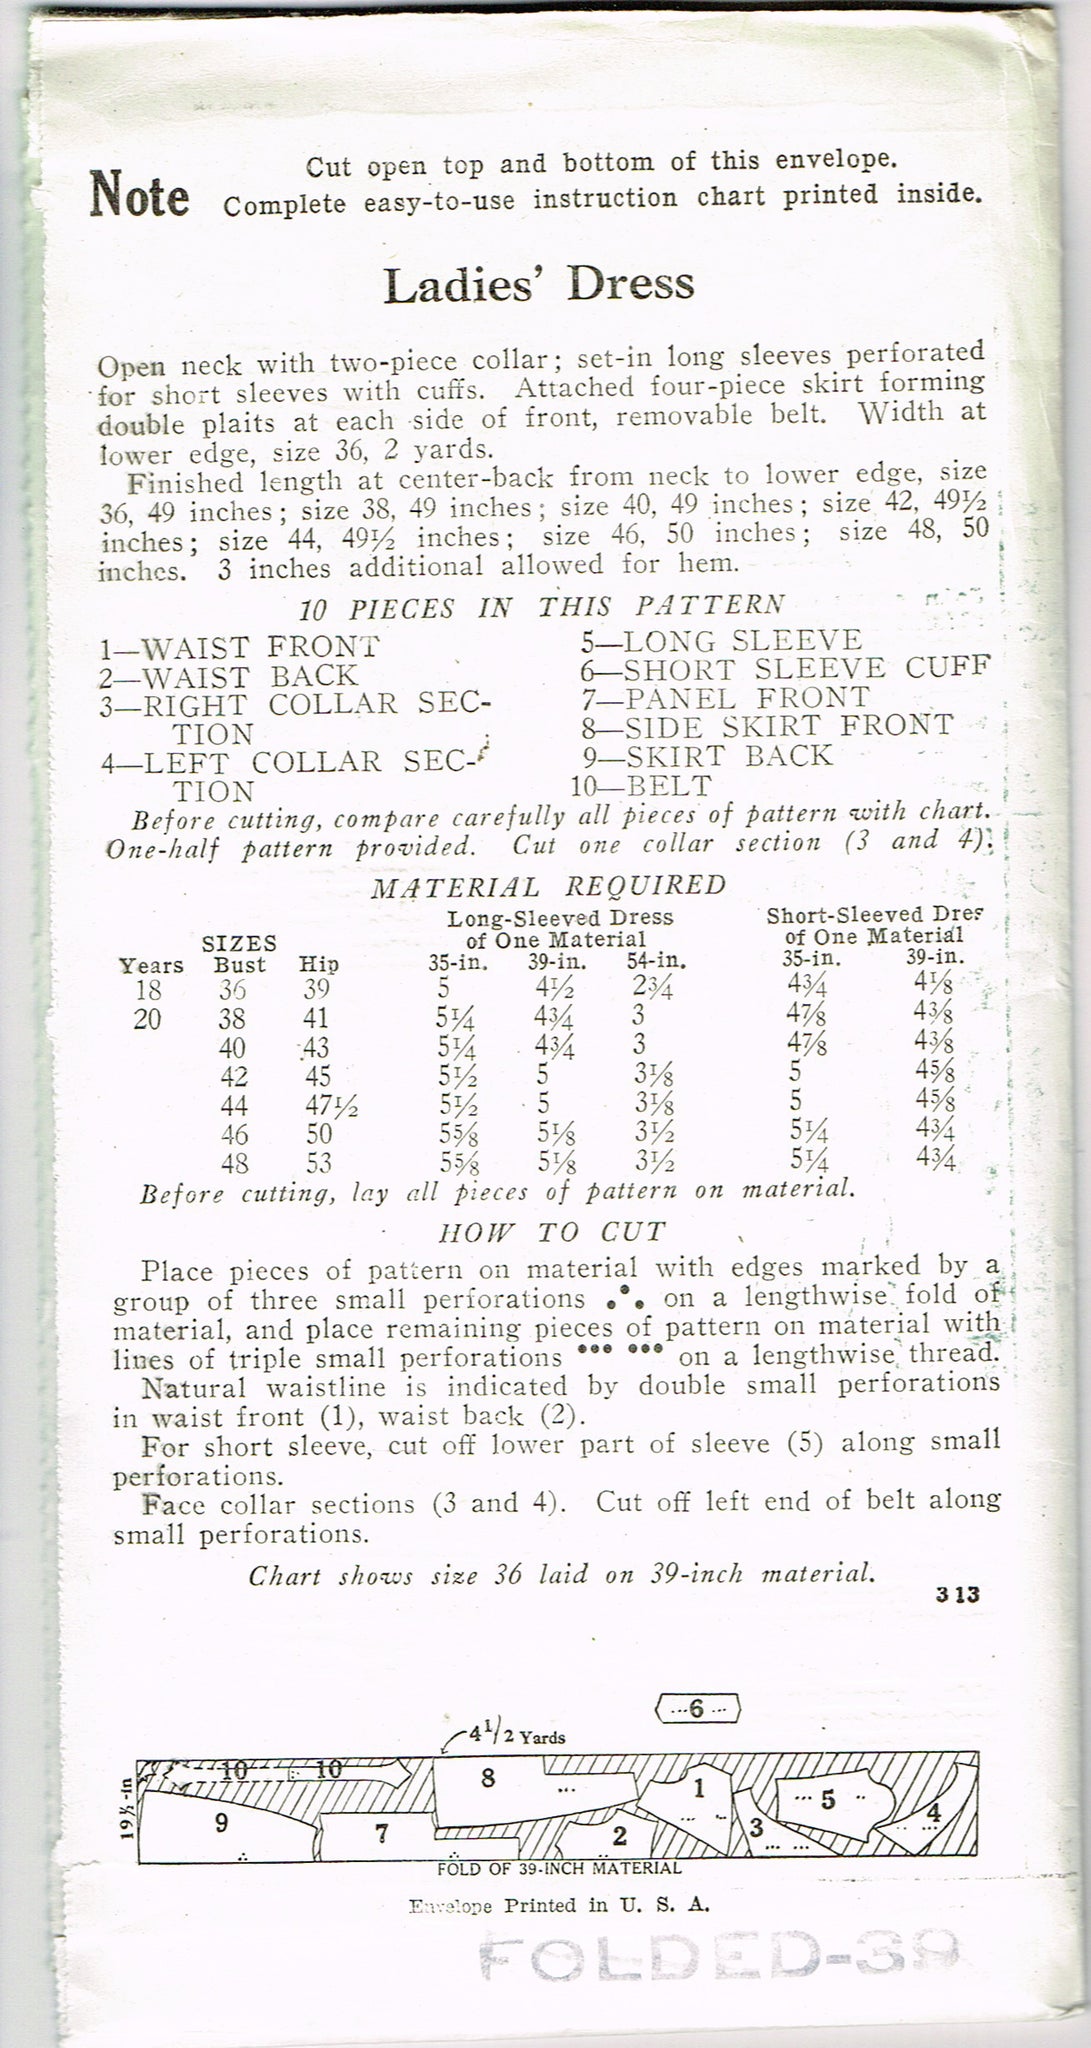 Note
Cut open top and bottom of this envelope.
Complete easy-to-use instruction chart printed inside.
Ladies' Dress
Open neck with two-piece collar; set-in long sleeves perforated
for short sleeves with cuffs. Attached four-piece skirt forming
double plaits at each side of front, removable belt. Width at
lower edge, size 36, 2 yards.
Finished length at center-back from neck to lower edge, size
36, 49 inches; size 38, 49 inches; size 40, 49 inches; size 42, 49½
inches; size 44, 49½ inches; size 46, 50 inches; size 48, 50
inches. 3 inches additional allowed for hem.
10 PIECES IN THIS PATTERN
1—WAIST FRONT
2—WAIST BACK
3—RIGHT COLLAR SEC-
TION
4—LEFT COLLAR SEC-
TION
5—LONG SLEEVE
6—SHORT SLEEVE CUFF
7—PANEL FRONT
8—SIDE SKIRT FRONT
9—SKIRT BACK
10—BELT
Before cutting, compare carefully all pieces of pattern with chart.
One-half pattern provided. Cut one collar section (3 and 4).
MATERIAL REQUIRED
Long-Sleeved Dress Short-Sleeved Dres
SIZES of One Material of One Material
Years Bust Hip 35-in. 39-in. 54-in. 35-in. 39-in.
18 36 39 5 4½ 2¾ 4¾ 4⅛
20 38 41 5¼ 4¾ 3 4⅞ 4⅜
40 43 5¼ 4¾ 3 4⅞ 4⅜
42 45 5½ 5 3⅛ 5 4⅝
44 47½ 5½ 5 3⅛ 5 4⅝
46 50 5⅝ 5⅛ 3½ 5¼ 4¾
48 53 5⅝ 5⅛ 3½ 5¼ 4¾
Before cutting, lay all pieces of pattern on material.
HOW TO CUT
Place pieces of pattern on material with edges marked by a
group of three small perforations on a lengthwise fold of
material, and place remaining pieces of pattern on material with
lines of triple small perforations ••• ••• on a lengthwise thread.
Natural waistline is indicated by double small perforations
in waist front (1), waist back (2).
For short sleeve, cut off lower part of sleeve (5) along small
perforations.
Face collar sections (3 and 4). Cut off left end of belt along
small perforations.
Chart shows size 36 laid on 39-inch material.
313
6
4½ Yards
19½-in
10 10 8 1 5 4
9 7 2 3
FOLD OF 39-INCH MATERIAL
Envelope Printed in U. S. A.
FOLDED-39